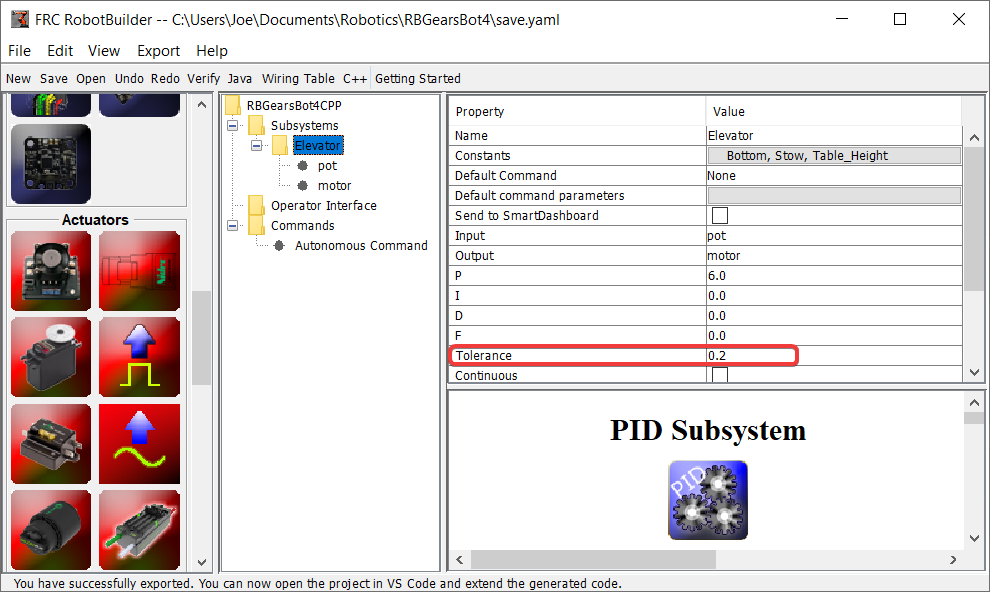 FRC RobotBuilder -- C:\Users\Joe\Documents\Robotics\RBGearsBot4\save.yaml
File Edit View Export Help
New Save Open Undo Redo Verify Java Wiring Table C++ Getting Started
Actuators
RBGearsBot4CPP
Subsystems
Elevator
pot
motor
Operator Interface
Commands
Autonomous Command
Property Value
Name Elevator
Constants Bottom, Stow, Table_Height
Default Command None
Default command parameters
Send to SmartDashboard
Input pot
Output motor
P 6.0
I 0.0
D 0.0
F 0.0
Tolerance 0.2
Continuous
PID Subsystem
PID
You have successfully exported. You can now open the project in VS Code and extend the generated code.